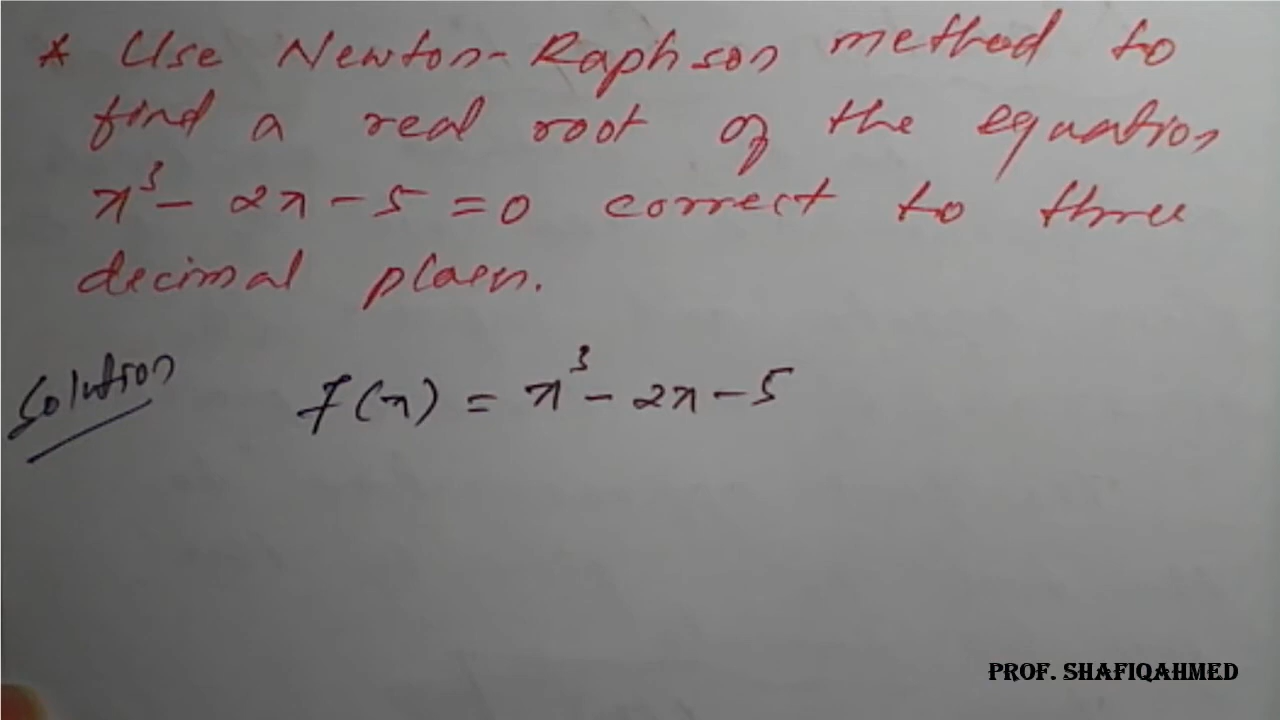 * Use Newton-Raphson method to
find a real root of the equation
x³ - 2x - 5 = 0 correct to three
decimal places.
Solution f(x) = x³ - 2x - 5
PROF. SHAFIQAHMED